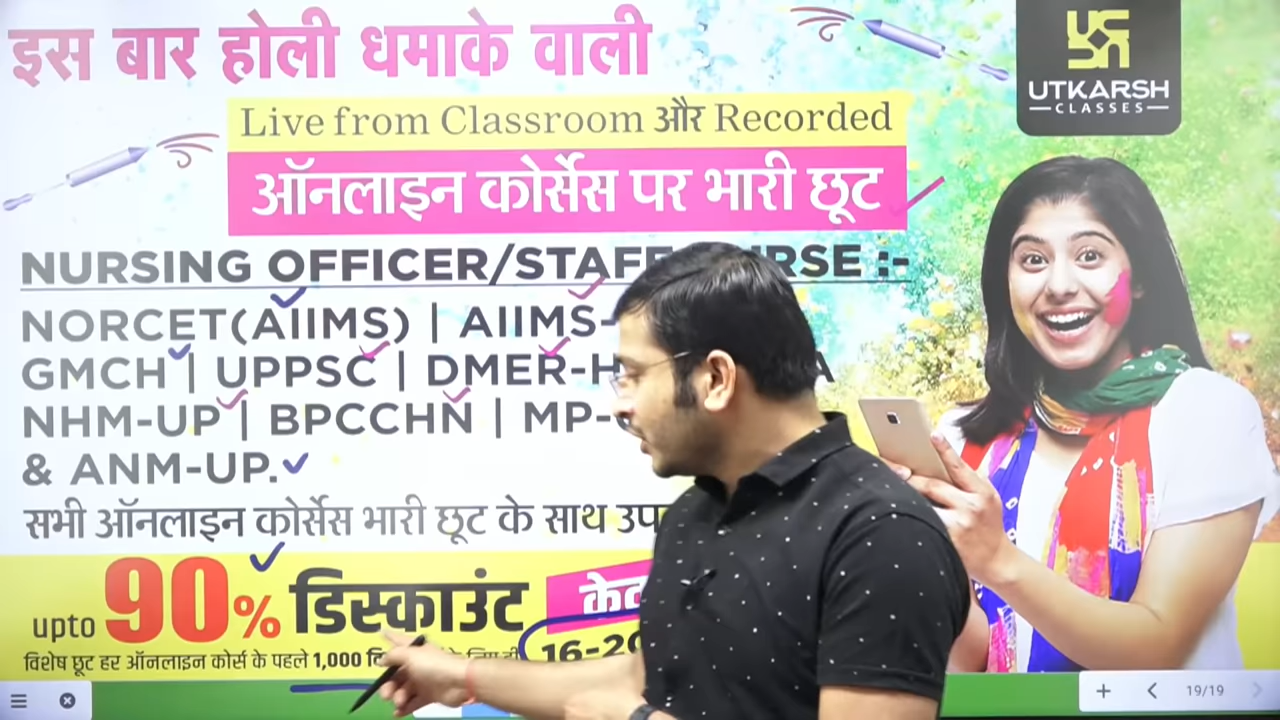 इस बार होली धमाके वाली
UTKARSH
CLASSES
Live from Classroom और Recorded
ऑनलाइन कोर्सेस पर भारी छूट
NURSING OFFICER/STAFF :-
NORCET(AIIMS) | AIIMS-
GMCH | UPPSC | DMER-
NHM-UP | BPCCHN | MP-
& ANM-UP.
सभी ऑनलाइन कोर्सेस भारी छूट के साथ
upto 90% डिस्काउंट
विशेष छूट हर ऑनलाइन कोर्स के पहले 1,000
19/19